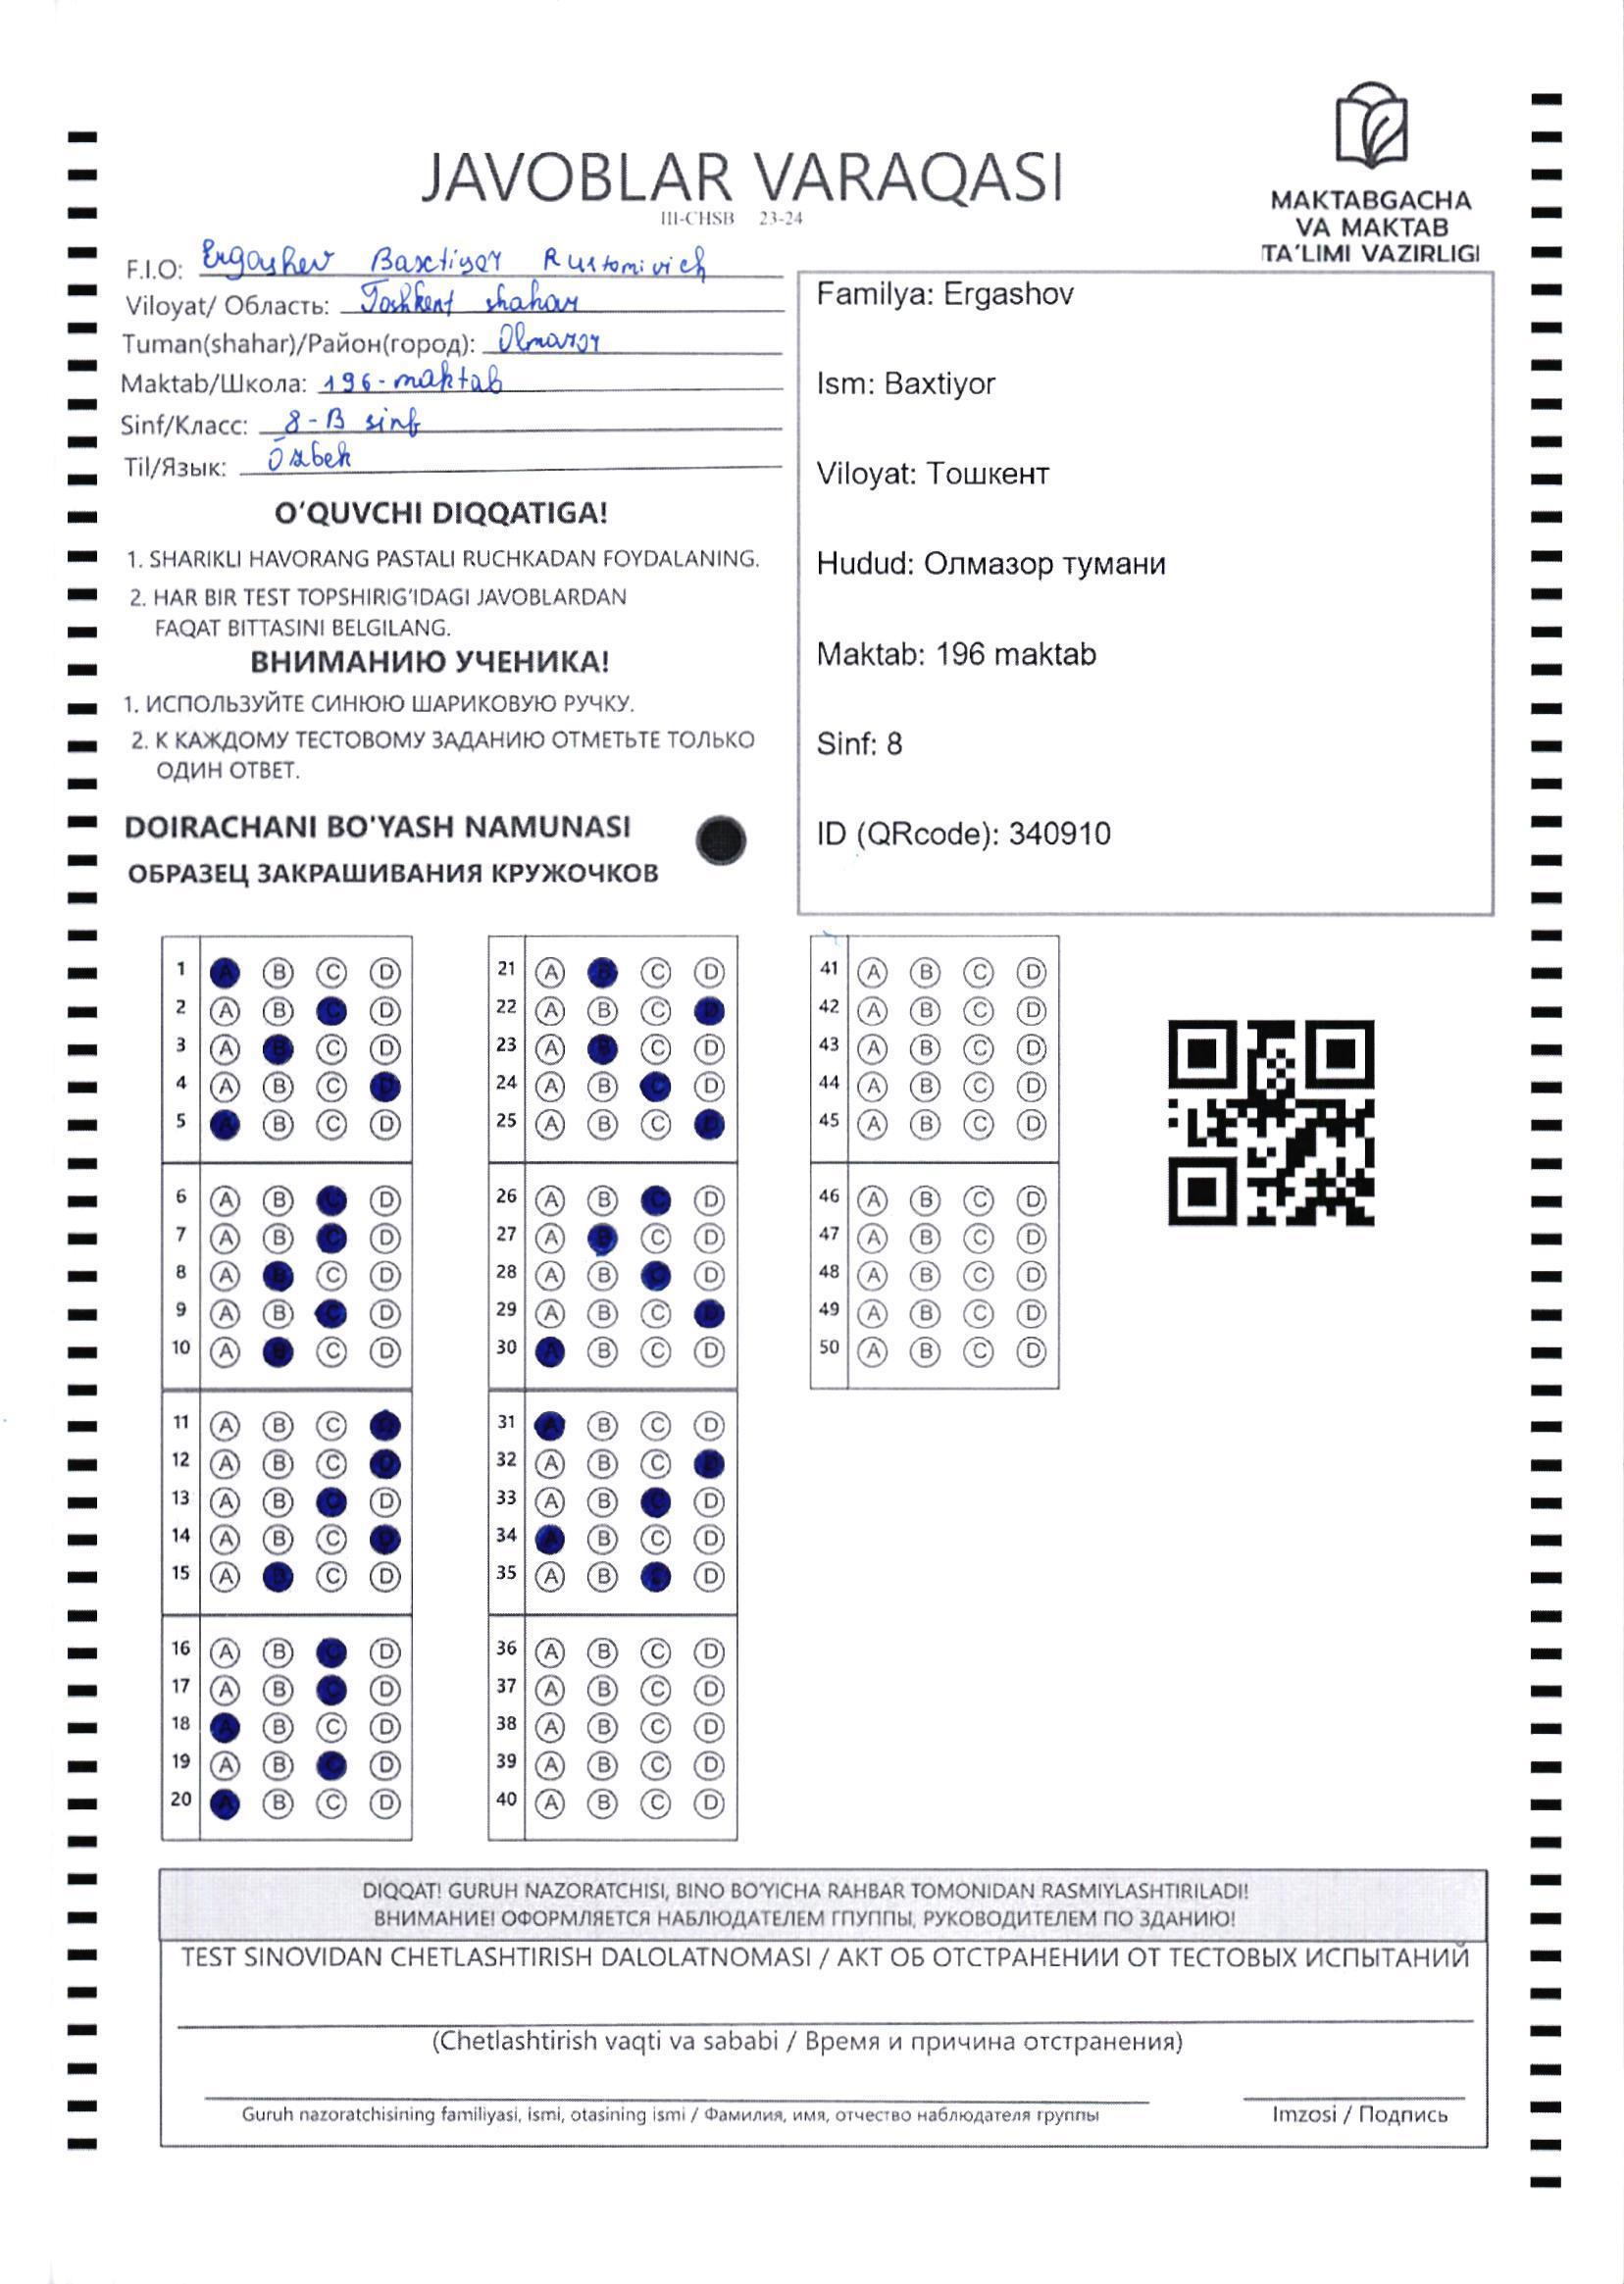 JAVOBLAR VARAQASI
III-CHSB 23-24
MAKTABGACHA
VA MAKTAB
TA'LIMI VAZIRLIGI
F.I.O: Ergashev Baxtiyor Rustomivich
Viloyat/ Область: Toshkent shahar
Tuman(shahar)/Район(город): Olmazor
Maktab/Школа: 196-maktab
Sinf/Класс: 8-B sinf
Til/Язык: Ózbek
O'QUVCHI DIQQATIGA!
1. SHARIKLI HAVORANG PASTALI RUCHKADAN FOYDALANING.
2. HAR BIR TEST TOPSHIRIG'IDAGI JAVOBLARDAN
FAQAT BITTASINI BELGILANG.
ВНИМАНИЮ УЧЕНИКА!
1. ИСПОЛЬЗУЙТЕ СИНЮЮ ШАРИКОВУЮ РУЧКУ.
2. К КАЖДОМУ ТЕСТОВОМУ ЗАДАНИЮ ОТМЕТЬТЕ ТОЛЬКО
ОДИН ОТВЕТ.
DOIRACHANI BO'YASH NAMUNASI
ОБРАЗЕЦ ЗАКРАШИВАНИЯ КРУЖОЧКОВ
Familya: Ergashov
Ism: Baxtiyor
Viloyat: Тошкент
Hudud: Олмазор тумани
Maktab: 196 maktab
Sinf: 8
ID (QRcode): 340910
1 A B C D
2 A B C D
3 A B C D
4 A B C D
5 A B C D
6 A B C D
7 A B C D
8 A B C D
9 A B C D
10 A B C D
11 A B C D
12 A B C D
13 A B C D
14 A B C D
15 A B C D
16 A B C D
17 A B C D
18 A B C D
19 A B C D
20 A B C D
21 A B C D
22 A B C D
23 A B C D
24 A B C D
25 A B C D
26 A B C D
27 A B C D
28 A B C D
29 A B C D
30 A B C D
31 A B C D
32 A B C D
33 A B C D
34 A B C D
35 A B C D
36 A B C D
37 A B C D
38 A B C D
39 A B C D
40 A B C D
41 A B C D
42 A B C D
43 A B C D
44 A B C D
45 A B C D
46 A B C D
47 A B C D
48 A B C D
49 A B C D
50 A B C D
DIQQAT! GURUH NAZORATCHISI, BINO BO'YICHA RAHBAR TOMONIDAN RASMIYLASHTIRILADI!
ВНИМАНИЕ! ОФОРМЛЯЕТСЯ НАБЛЮДАТЕЛЕМ ГПУППЫ, РУКОВОДИТЕЛЕМ ПО ЗДАНИЮ!
TEST SINOVIDAN CHETLASHTIRISH DALOLATNOMASI / АКТ ОБ ОТСТРАНЕНИИ ОТ ТЕСТОВЫХ ИСПЫТАНИЙ
(Chetlashtirish vaqti va sababi / Время и причина отстранения)
Guruh nazoratchisining familiyasi, ismi, otasining ismi / Фамилия, имя, отчество наблюдателя группы
Imzosi / Подпись